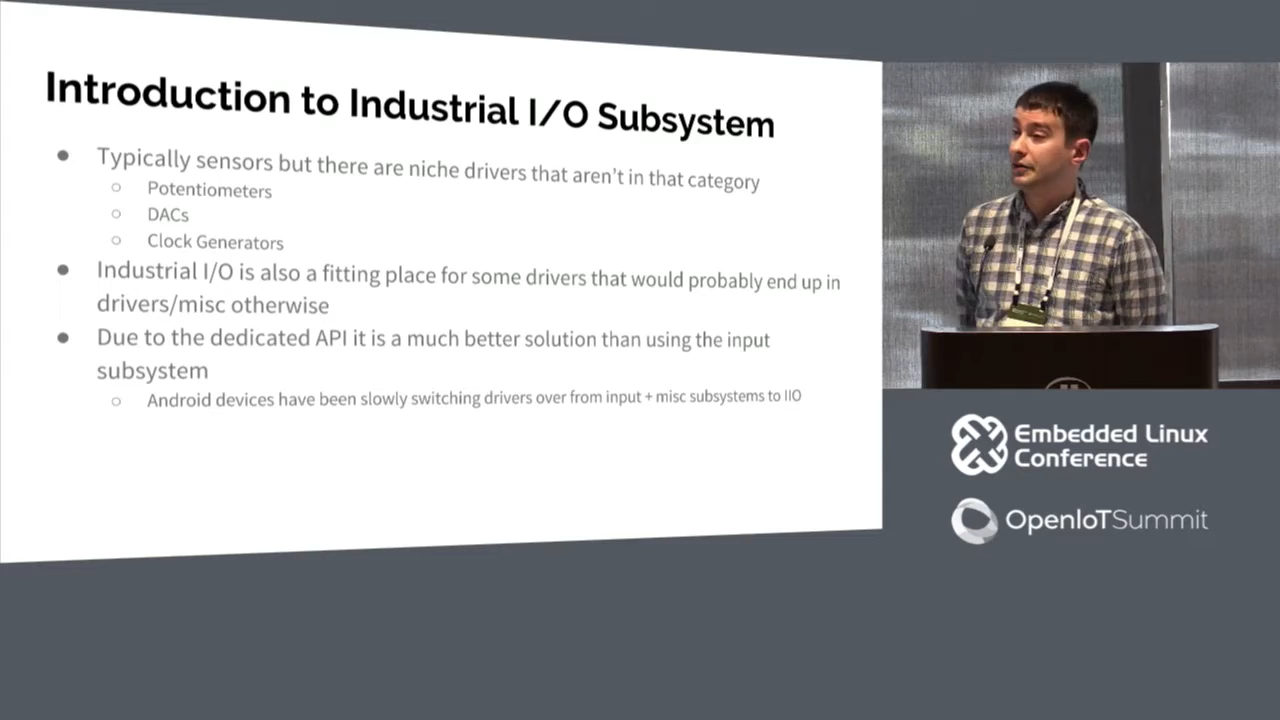 Introduction to Industrial I/O Subsystem
Typically sensors but there are niche drivers that aren't in that category
Potentiometers
DACs
Clock Generators
Industrial I/O is also a fitting place for some drivers that would probably end up in
drivers/misc otherwise
Due to the dedicated API it is a much better solution than using the input
subsystem
Android devices have been slowly switching drivers over from input + misc subsystems to IIO
Embedded Linux
Conference
OpenIoTSummit